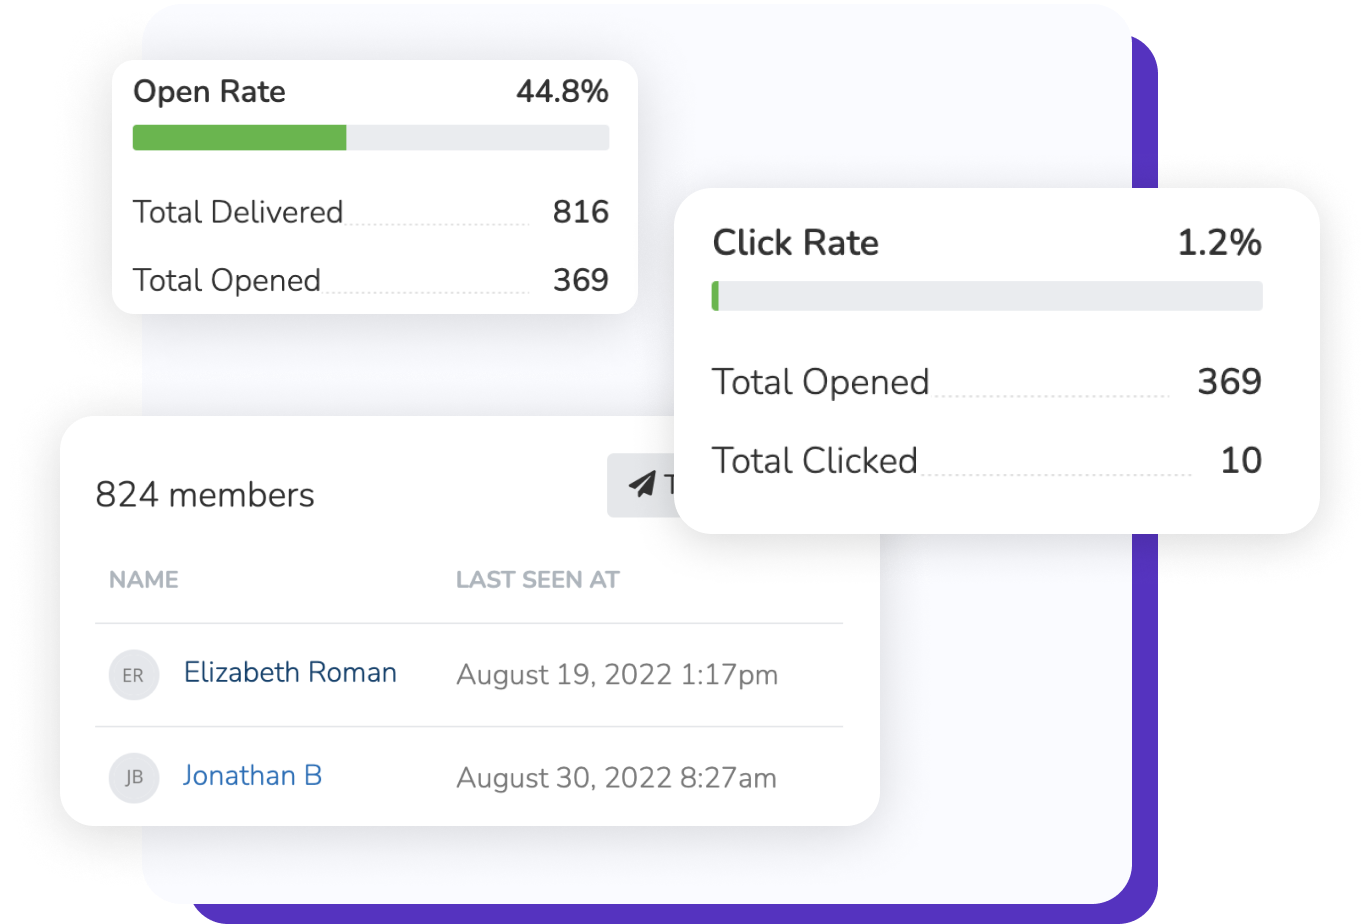 Open Rate 44.8%
Total Delivered 816
Total Opened 369
Click Rate 1.2%
Total Opened 369
Total Clicked 10
824 members
NAME LAST SEEN AT
ER Elizabeth Roman August 19, 2022 1:17pm
JB Jonathan B August 30, 2022 8:27am